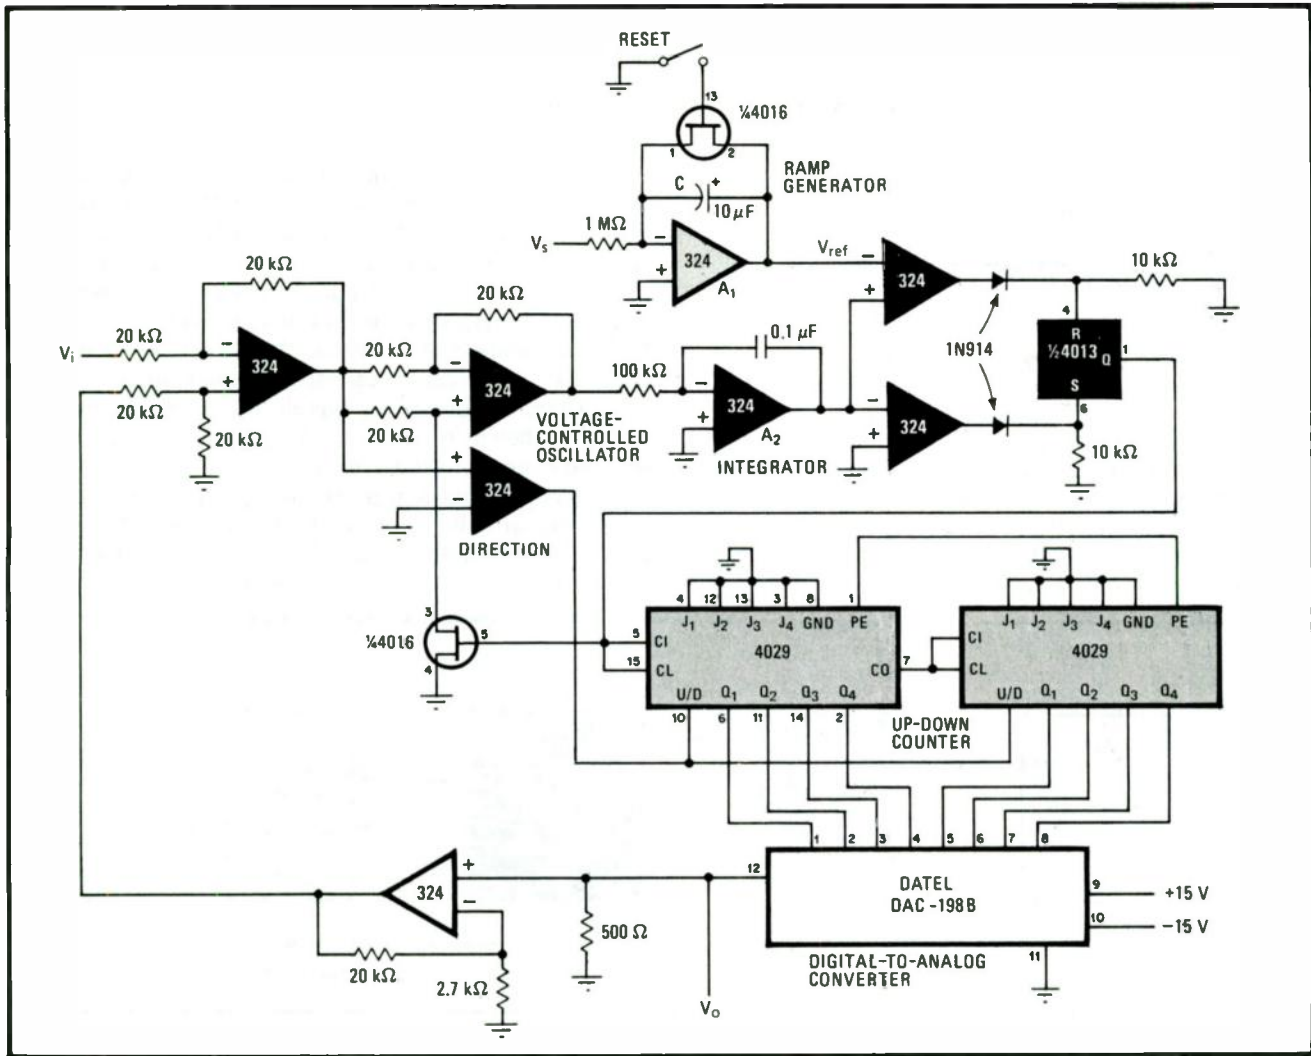 RESET
13
¼4016
1
2
RAMP
GENERATOR
C
+
10 µF
1 MΩ
Vs
−
324
+
A1
Vref
−
324
+
10 kΩ
1N914
4
R
½4013
Q
1
S
6
10 kΩ
20 kΩ
20 kΩ
Vi
20 kΩ
20 kΩ
−
324
+
20 kΩ
20 kΩ
20 kΩ
−
324
+
VOLTAGE-
CONTROLLED
OSCILLATOR
100 kΩ
0.1 µF
−
324
+
A2
INTEGRATOR
−
324
+
+
324
−
DIRECTION
3
¼4016
5
4
4 12 13 3 8 1
J1 J2 J3 J4 GND PE
5 CI
4029
15 CL
CO 7
U/D Q1 Q2 Q3 Q4
10 6 11 14 2
J1 J2 J3 J4 GND PE
CI
4029
CL
U/D Q1 Q2 Q3 Q4
UP-DOWN
COUNTER
1 2 3 4 5 6 7 8
12
DATEL
DAC-198B
9
+15 V
10
−15 V
11
DIGITAL-TO-ANALOG
CONVERTER
+
324
−
500 Ω
20 kΩ
2.7 kΩ
Vo